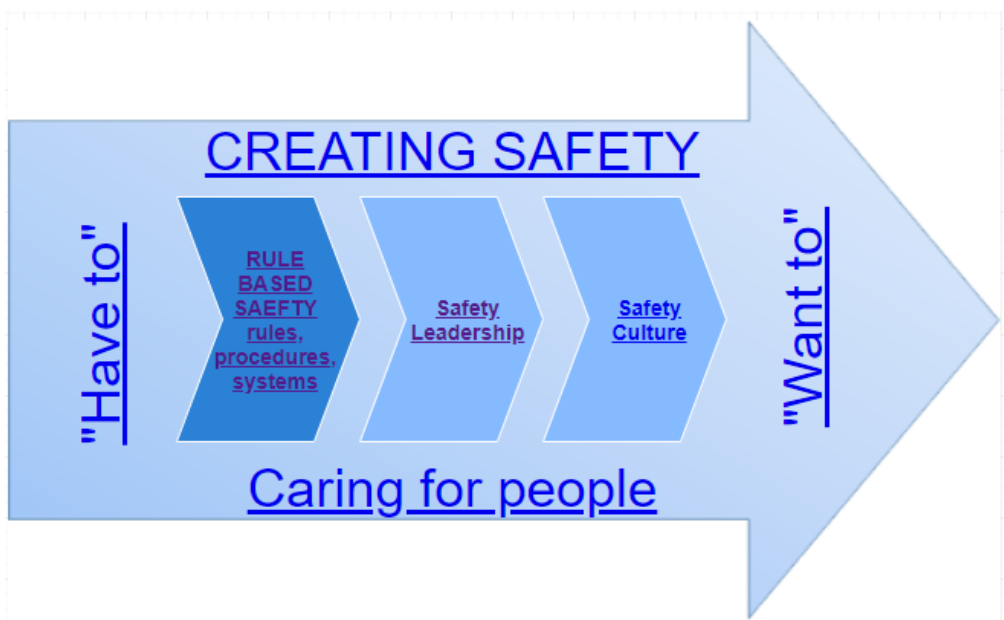 CREATING SAFETY
"Have to"
RULE
BASED
SAEFTY
rules,
procedures,
systems
Safety
Leadership
Safety
Culture
"Want to"
Caring for people